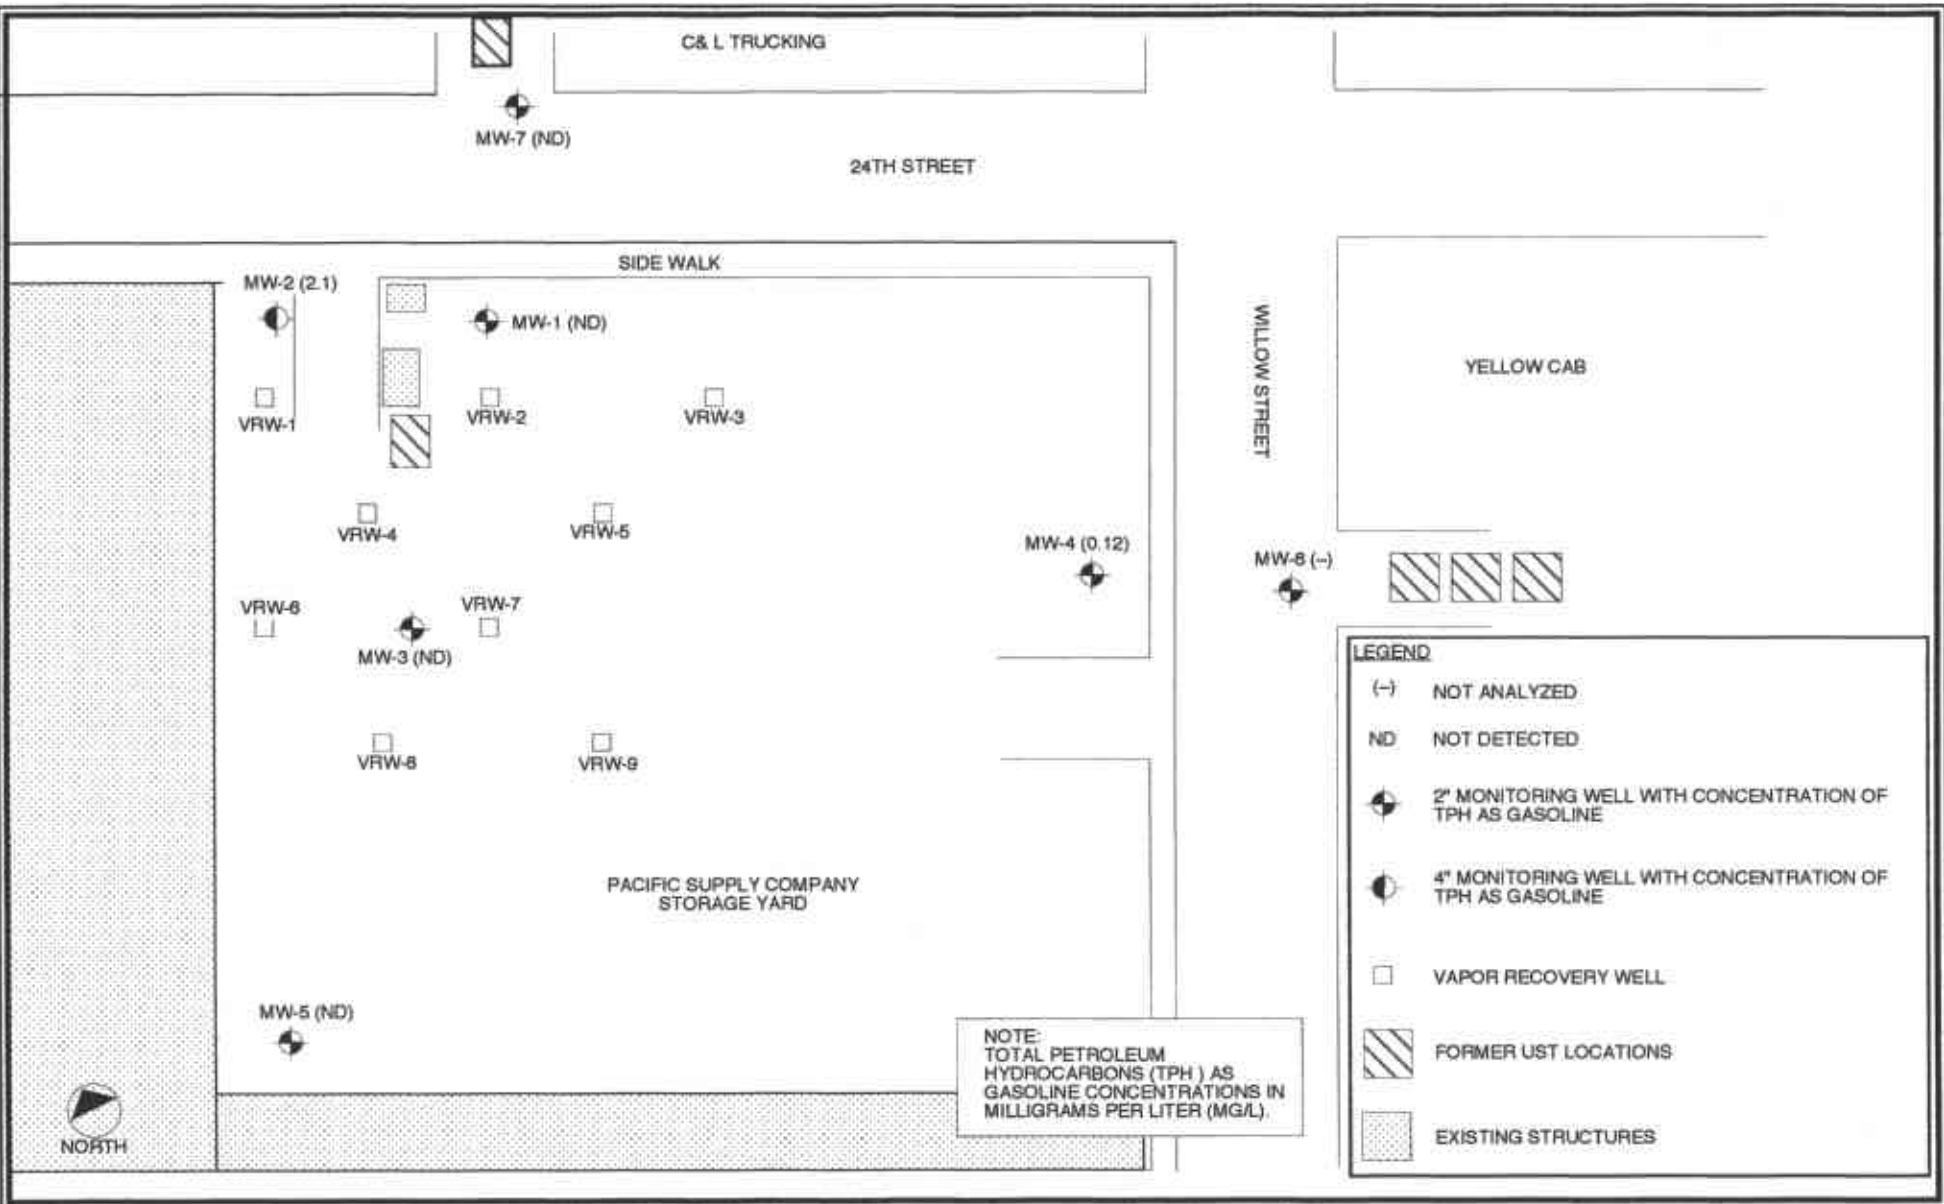 C& L TRUCKING
MW-7 (ND)
24TH STREET
SIDE WALK
MW-2 (2.1)
MW-1 (ND)
WILLOW STREET
YELLOW CAB
VRW-1
VRW-2
VRW-3
VRW-4
VRW-5
MW-4 (0.12)
MW-6 (--)
VRW-6
VRW-7
MW-3 (ND)
VRW-8
VRW-9
PACIFIC SUPPLY COMPANY
STORAGE YARD
MW-5 (ND)
NORTH
NOTE:
TOTAL PETROLEUM
HYDROCARBONS (TPH ) AS
GASOLINE CONCENTRATIONS IN
MILLIGRAMS PER LITER (MG/L).
LEGEND
(--) NOT ANALYZED
ND NOT DETECTED
2" MONITORING WELL WITH CONCENTRATION OF
TPH AS GASOLINE
4" MONITORING WELL WITH CONCENTRATION OF
TPH AS GASOLINE
VAPOR RECOVERY WELL
FORMER UST LOCATIONS
EXISTING STRUCTURES